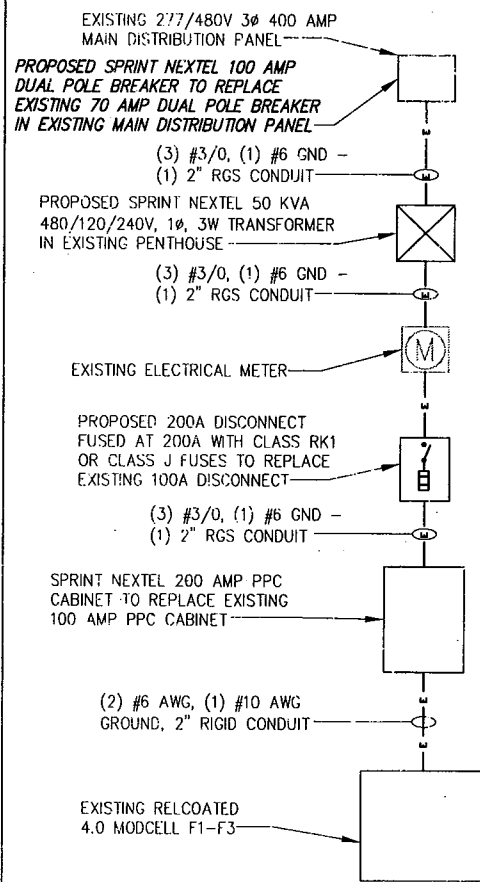 EXISTING 277/480V 3ø 400 AMP
MAIN DISTRIBUTION PANEL
PROPOSED SPRINT NEXTEL 100 AMP
DUAL POLE BREAKER TO REPLACE
EXISTING 70 AMP DUAL POLE BREAKER
IN EXISTING MAIN DISTRIBUTION PANEL
E
(3) #3/0, (1) #6 GND -
(1) 2" RGS CONDUIT
E
PROPOSED SPRINT NEXTEL 50 KVA
480/120/240V, 1ø, 3W TRANSFORMER
IN EXISTING PENTHOUSE
(3) #3/0, (1) #6 GND -
(1) 2" RGS CONDUIT
E
M
EXISTING ELECTRICAL METER
E
PROPOSED 200A DISCONNECT
FUSED AT 200A WITH CLASS RK1
OR CLASS J FUSES TO REPLACE
EXISTING 100A DISCONNECT
(3) #3/0, (1) #6 GND -
(1) 2" RGS CONDUIT
E
SPRINT NEXTEL 200 AMP PPC
CABINET TO REPLACE EXISTING
100 AMP PPC CABINET
E
(2) #6 AWG, (1) #10 AWG
GROUND, 2" RIGID CONDUIT
E
EXISTING RELCOATED
4.0 MODCELL F1-F3